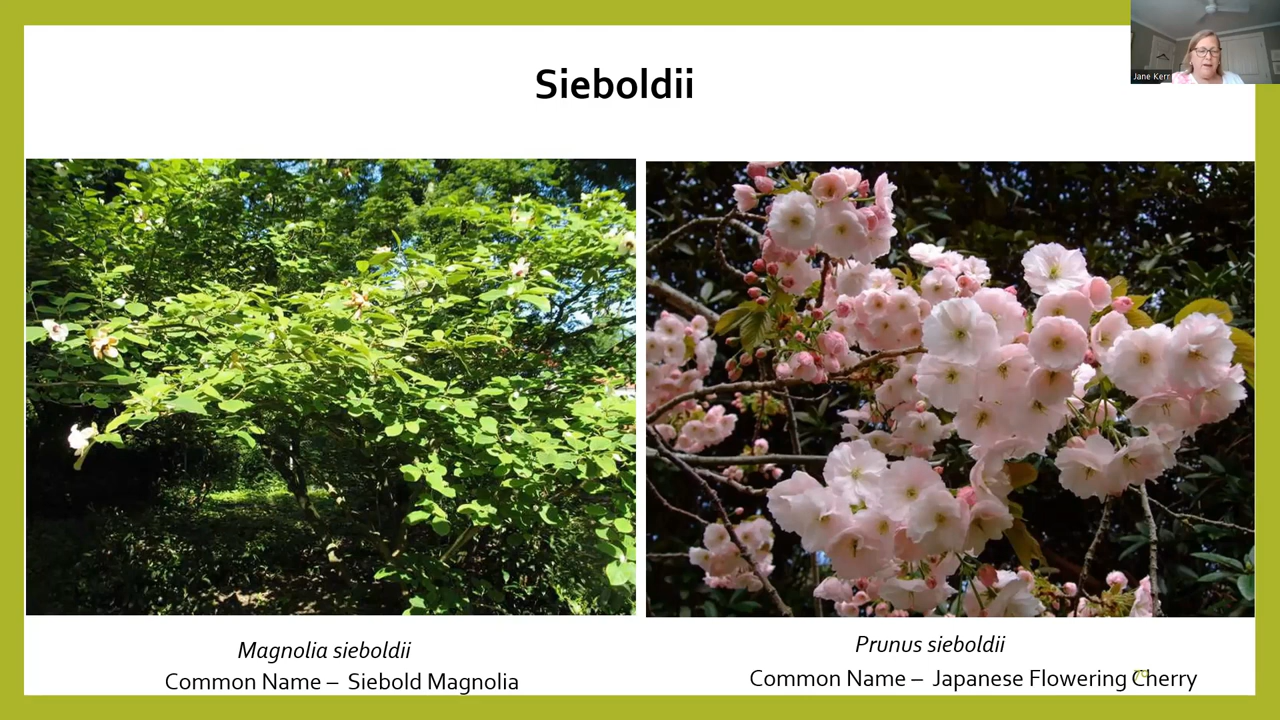 Sieboldii
Jane Kerr
Magnolia sieboldii
Common Name – Siebold Magnolia
Prunus sieboldii
Common Name – Japanese Flowering Cherry